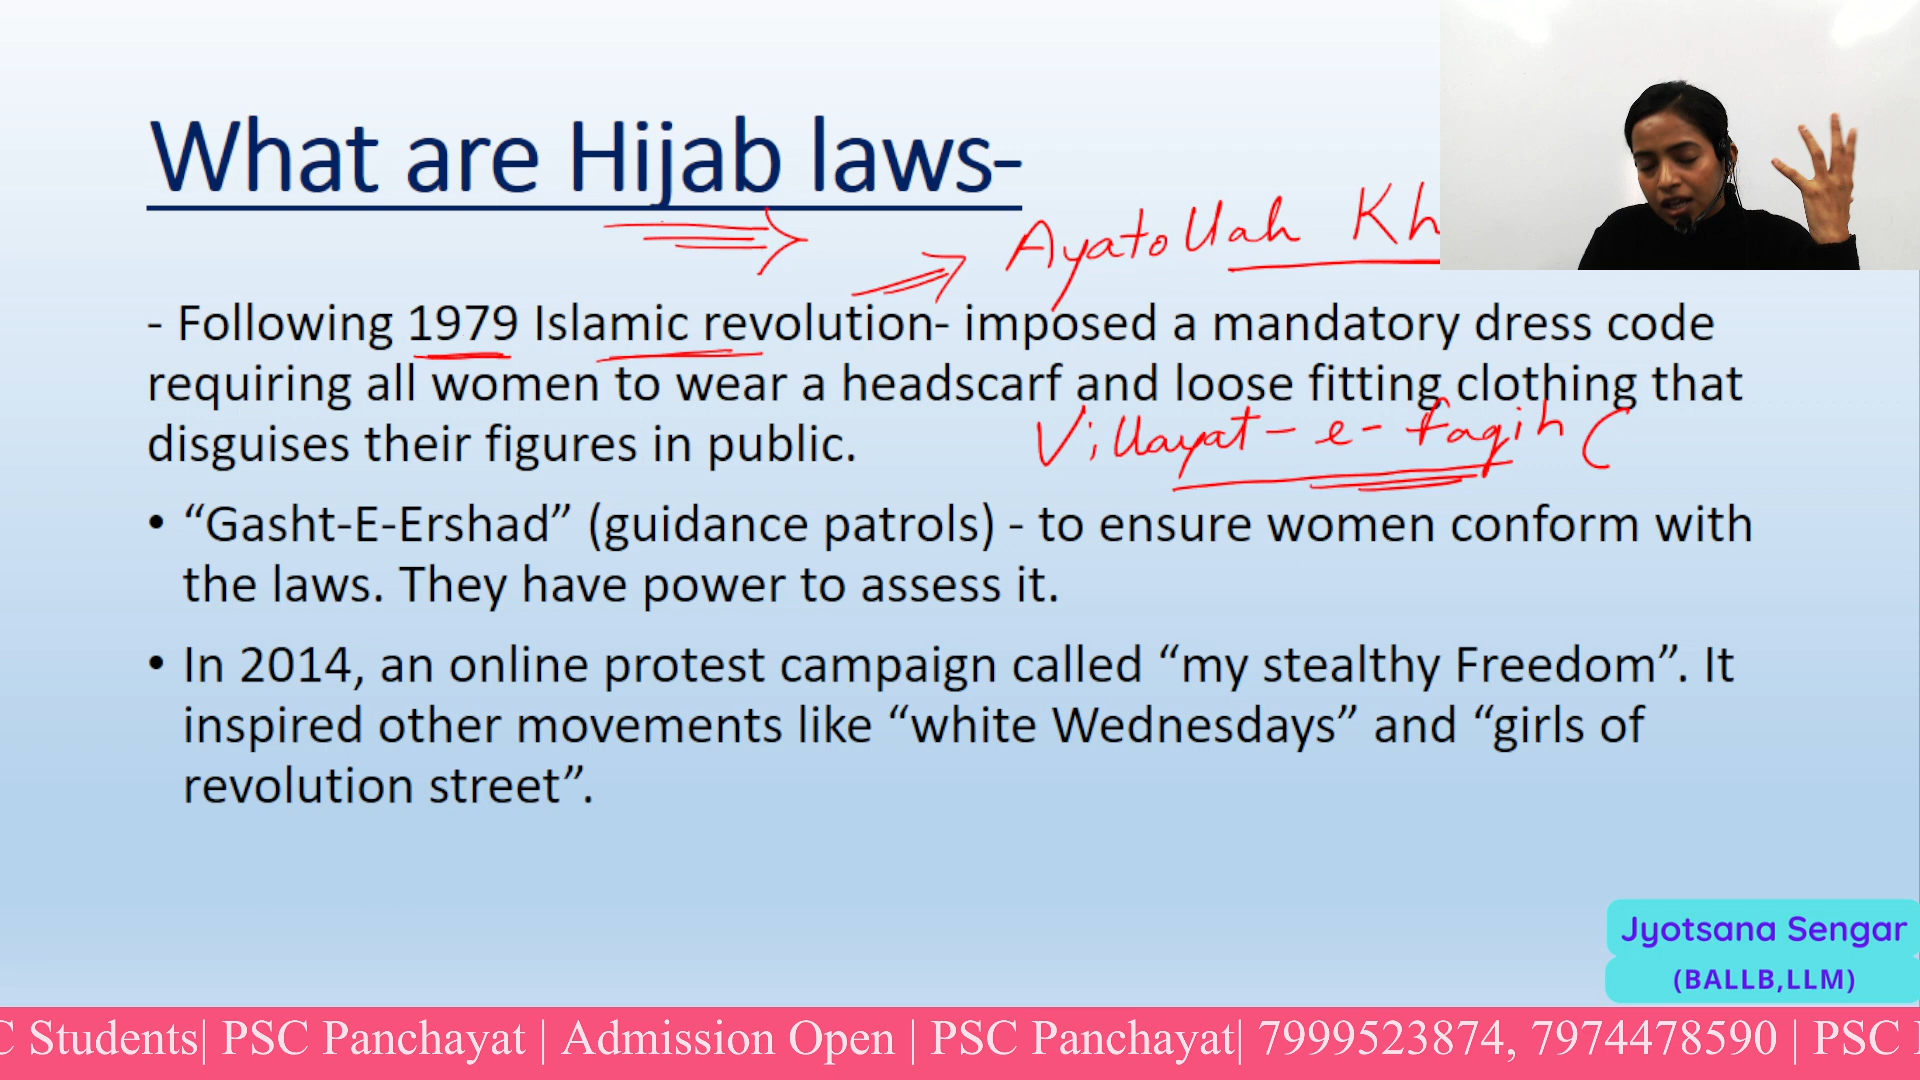 What are Hijab laws-
Ayatollah Kh
- Following 1979 Islamic revolution- imposed a mandatory dress code
requiring all women to wear a headscarf and loose fitting clothing that
disguises their figures in public.
Villayat-e-faqih (
• “Gasht-E-Ershad” (guidance patrols) - to ensure women conform with
the laws. They have power to assess it.
• In 2014, an online protest campaign called “my stealthy Freedom”. It
inspired other movements like “white Wednesdays” and “girls of
revolution street”.
Jyotsana Sengar
(BALLB,LLM)
C Students| PSC Panchayat | Admission Open | PSC Panchayat| 7999523874, 7974478590 | PSC